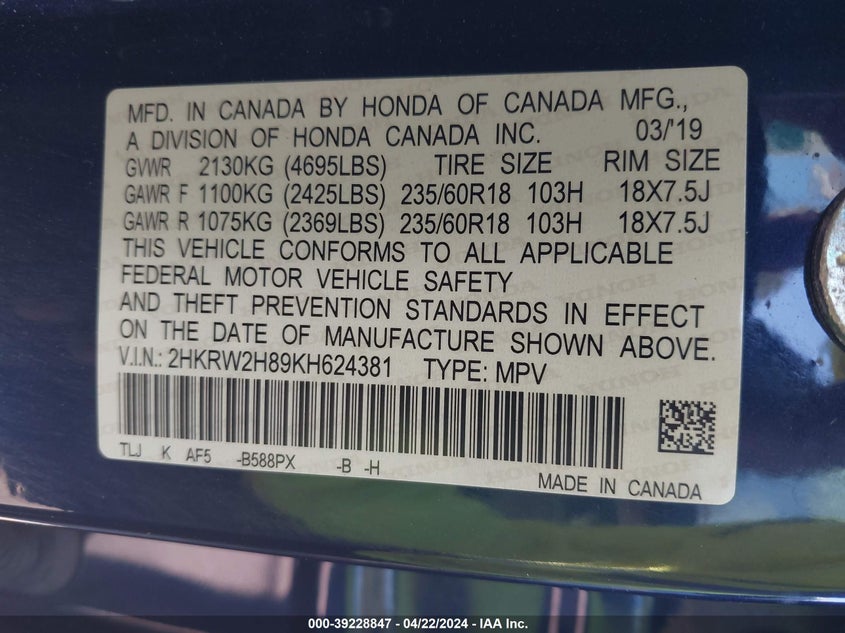 MFD. IN CANADA BY HONDA OF CANADA MFG.,
A DIVISION OF HONDA CANADA INC. 03/'19
GVWR 2130KG (4695LBS) TIRE SIZE RIM SIZE
GAWR F 1100KG (2425LBS) 235/60R18 103H 18X7.5J
GAWR R 1075KG (2369LBS) 235/60R18 103H 18X7.5J
THIS VEHICLE CONFORMS TO ALL APPLICABLE
FEDERAL MOTOR VEHICLE SAFETY
AND THEFT PREVENTION STANDARDS IN EFFECT
ON THE DATE OF MANUFACTURE SHOWN ABOVE.
V.I.N.: 2HKRW2H89KH624381 TYPE: MPV
TLJ K AF5 -B588PX -B -H
MADE IN CANADA
000-39228847 - 04/22/2024 - IAA Inc.